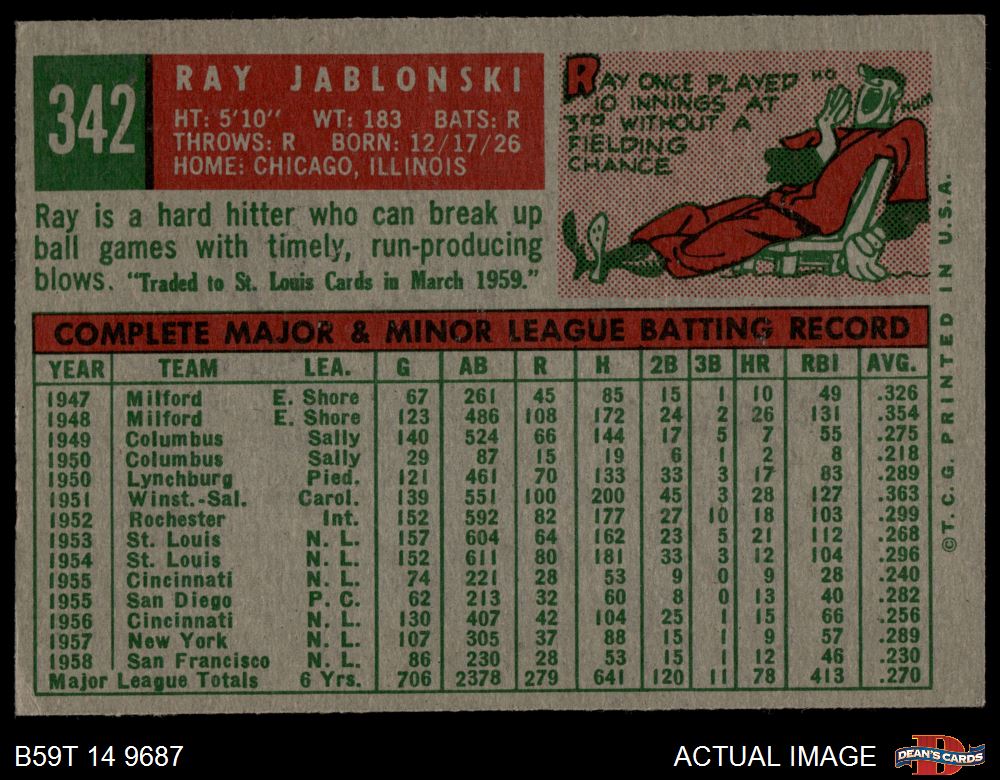 342
RAY JABLONSKI
HT: 5'10" WT: 183 BATS: R
THROWS: R BORN: 12/17/26
HOME: CHICAGO, ILLINOIS
RAY ONCE PLAYED
10 INNINGS AT
3RD WITHOUT A
FIELDING
CHANCE
HO
HUM
Ray is a hard hitter who can break up
ball games with timely, run-producing
blows. "Traded to St. Louis Cards in March 1959."
COMPLETE MAJOR & MINOR LEAGUE BATTING RECORD
YEAR TEAM LEA. G AB R H 2B 3B HR RBI AVG.
1947 Milford E. Shore 67 261 45 85 15 1 10 49 .326
1948 Milford E. Shore 123 486 108 172 24 2 26 131 .354
1949 Columbus Sally 140 524 66 144 17 5 7 55 .275
1950 Columbus Sally 29 87 15 19 6 1 2 8 .218
1950 Lynchburg Pied. 121 461 70 133 33 3 17 83 .289
1951 Winst.-Sal. Carol. 139 551 100 200 45 3 28 127 .363
1952 Rochester Int. 152 592 82 177 27 10 18 103 .299
1953 St. Louis N. L. 157 604 64 162 23 5 21 112 .268
1954 St. Louis N. L. 152 611 80 181 33 3 12 104 .296
1955 Cincinnati N. L. 74 221 28 53 9 0 9 28 .240
1955 San Diego P. C. 62 213 32 60 8 0 13 40 .282
1956 Cincinnati N. L. 130 407 42 104 25 1 15 66 .256
1957 New York N. L. 107 305 37 88 15 1 9 57 .289
1958 San Francisco N. L. 86 230 28 53 15 1 12 46 .230
Major League Totals 6 Yrs. 706 2378 279 641 120 11 78 413 .270
©T. C. G. PRINTED IN U.S.A.
B59T 14 9687
ACTUAL IMAGE
DEAN'S CARDS